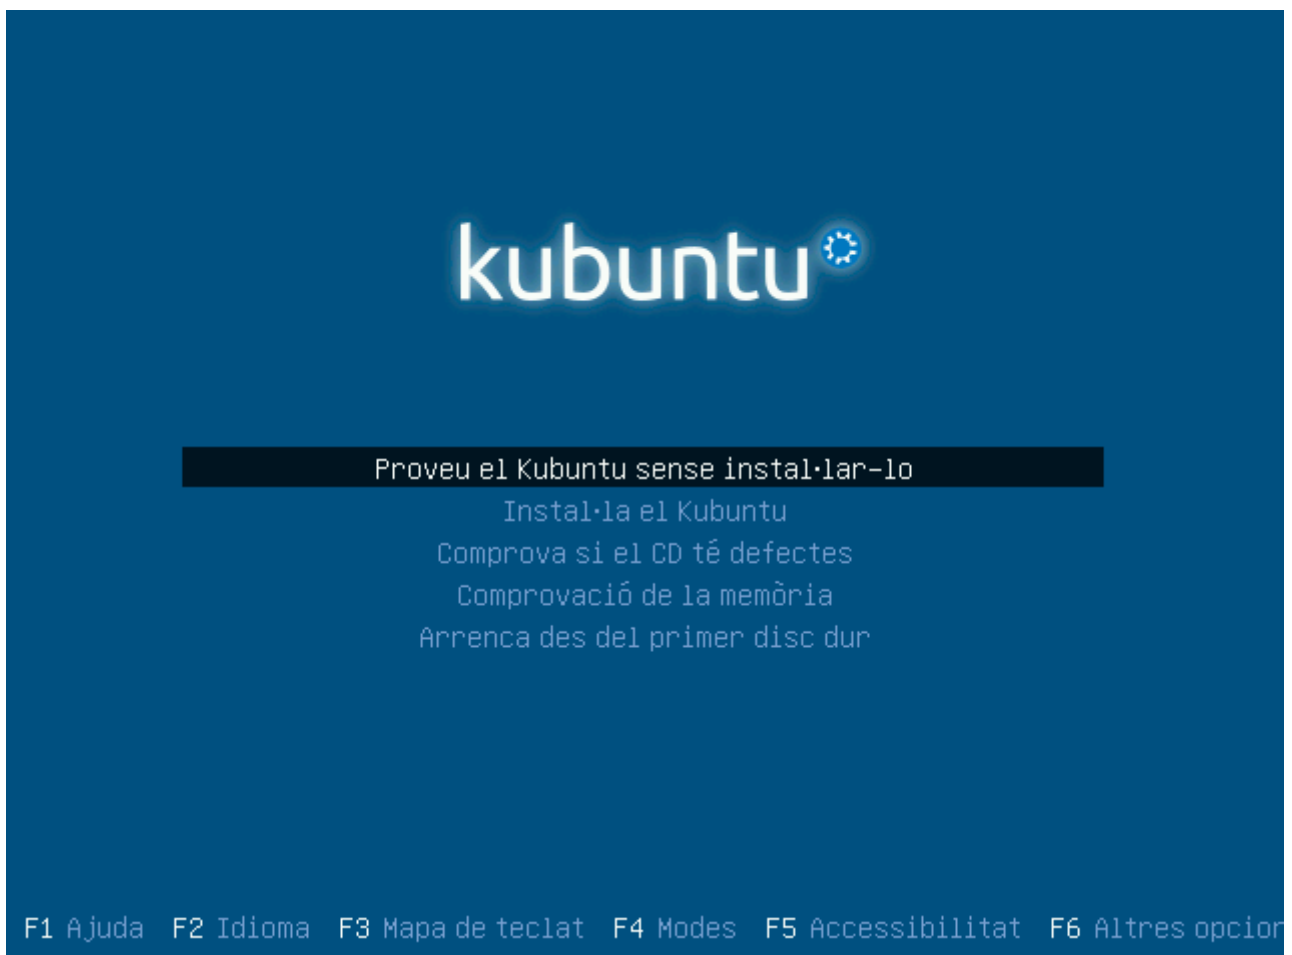 kubuntu
Proveu el Kubuntu sense instal·lar-lo
Instal·la el Kubuntu
Comprova si el CD té defectes
Comprovació de la memòria
Arrenca des del primer disc dur
F1 Ajuda F2 Idioma F3 Mapa de teclat F4 Modes F5 Accessibilitat F6 Altres